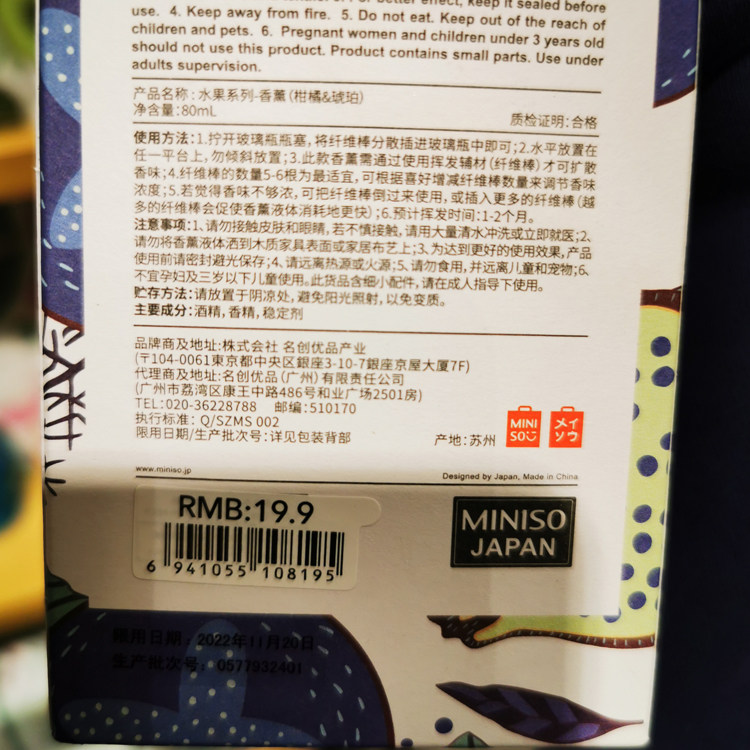 better effect, keep it sealed before
use. 4. Keep away from fire. 5. Do not eat. Keep out of the reach of
children and pets. 6. Pregnant women and children under 3 years old
should not use this product. Product contains small parts. Use under
adults supervision.
产品名称: 水果系列-香薰(柑橘&琥珀)
净含量:80mL
质检证明:合格
使用方法:1.拧开玻璃瓶瓶塞,将纤维棒分散插进玻璃瓶中即可;2.水平放置在
任一平台上,勿倾斜放置;3.此款香薰需通过使用挥发辅材(纤维棒)才可扩散
香味;4.纤维棒的数量5-6根为最适宜,可根据喜好增减纤维棒数量来调节香味
浓度;5.若觉得香味不够浓,可把纤维棒倒过来使用,或插入更多的纤维棒(越
多的纤维棒会促使香薰液体消耗地更快);6.预计挥发时间:1-2个月。
注意事项:1、请勿接触皮肤和眼睛,若不慎接触,请用大量清水冲洗或立即就医;2、
请勿将香薰液体洒到木质家具表面或家居布艺上;3、为达到更好的使用效果,产品
使用前请密封避光保存;4、请远离热源或火源;5、请勿食用,并远离儿童和宠物;6、
不宜孕妇及三岁以下儿童使用。此货品含细小配件,请在成人指导下使用。
贮存方法:请放置于阴凉处,避免阳光照射,以免变质。
主要成分:酒精,香精,稳定剂
品牌商及地址:株式会社 名创优品产业
(〒104-0061東京都中央区銀座3-10-7銀座京屋大厦7F)
代理商及地址:名创优品(广州)有限责任公司
(广州市荔湾区康王中路486号和业广场2501房)
TEL:020-36228788 邮编:510170
执行标准: Q/SZMS 002
限用日期/生产批次号:详见包装背部
产地:苏州
MINI
SO
メイ
ソウ
www.miniso.jp
Designed by Japan, Made in China
RMB:19.9
6 941055 108195
MINISO
JAPAN
限用日期: 2022年11月20日
生产批次号: 0577932401